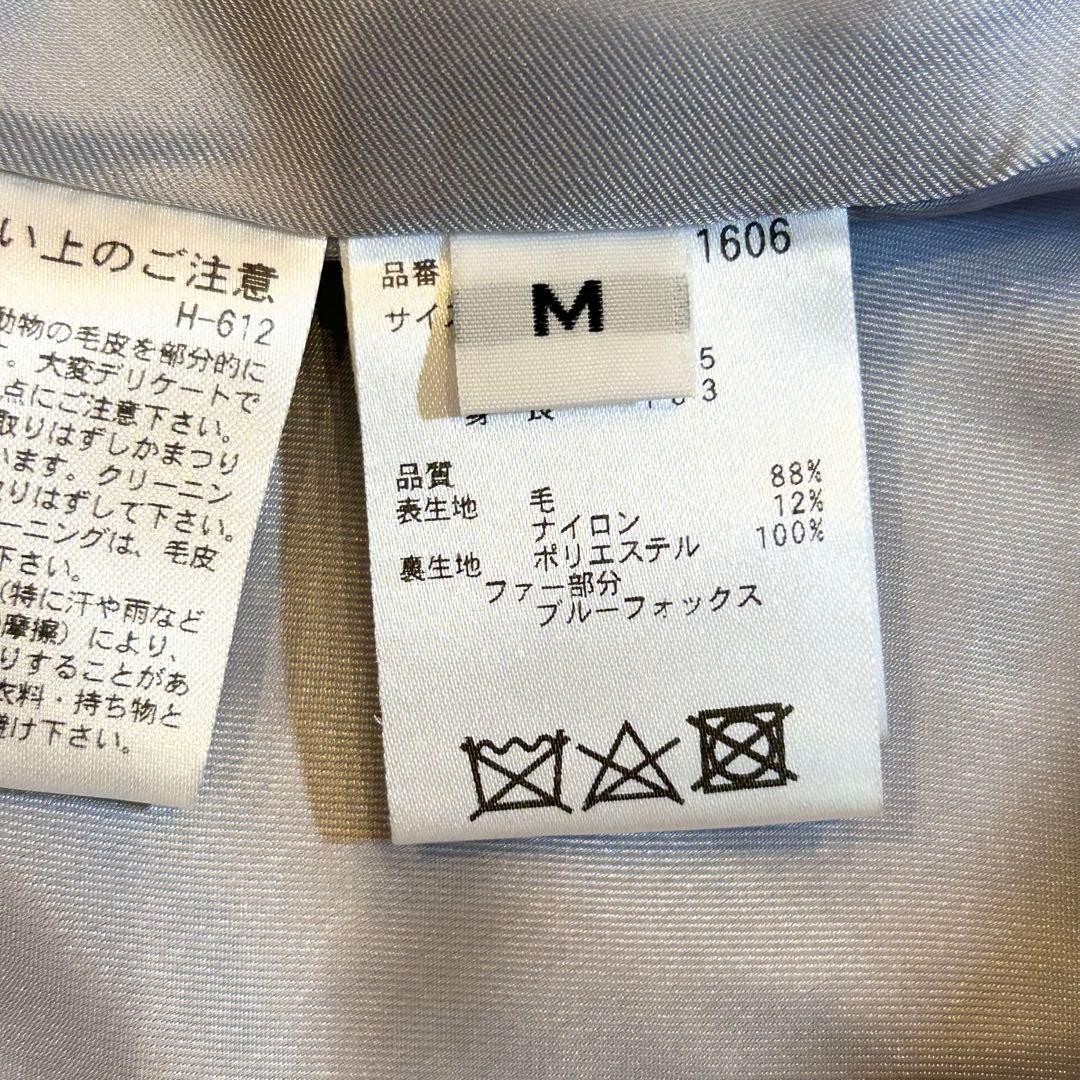 い上のご注意
H-612
動物の毛皮を部分的に
。大変デリケートで
点にご注意下さい。
取りはずしかまつり
います。クリーニン
りはずして下さい。
ーニングは、毛皮
下さい。
（特に汗や雨など
摩擦）により、
りすることがあ
衣料・持ち物と
避け下さい。
品番 1606
サイズ
M
5
身長 163
品質
表生地 毛 88%
ナイロン 12%
裏生地 ポリエステル 100%
ファー部分
ブルーフォックス